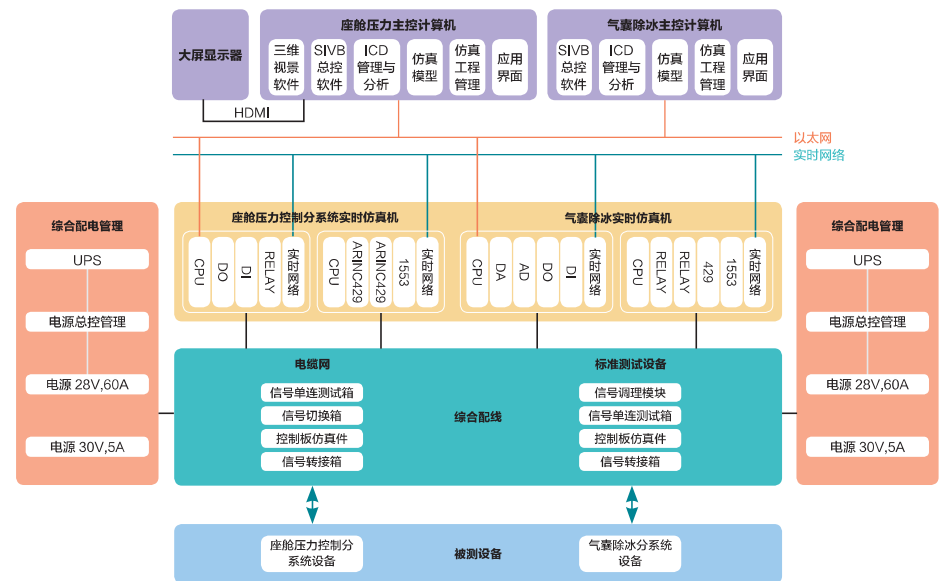 大屏显示器
座舱压力主控计算机
三维
视景
软件
SIVB
总控
软件
ICD
管理与
分析
仿真
模型
仿真
工程
管理
应用
界面
气囊除冰主控计算机
SIVB
总控
软件
ICD
管理与
分析
仿真
模型
仿真
工程
管理
应用
界面
HDMI
以太网
实时网络
综合配电管理
UPS
电源总控管理
电源 28V,60A
电源 30V,5A
座舱压力控制分系统实时仿真机
CPU
DO
DI
RELAY
实时网络
CPU
ARINC429
ARINC429
1553
实时网络
气囊除冰实时仿真机
CPU
DA
AD
DO
DI
实时网络
CPU
RELAY
RELAY
429
1553
实时网络
综合配电管理
UPS
电源总控管理
电源 28V,60A
电源 30V,5A
电缆网
信号单连测试箱
信号切换箱
控制板仿真件
信号转接箱
综合配线
标准测试设备
信号调理模块
信号单连测试箱
控制板仿真件
信号转接箱
座舱压力控制分
系统设备
被测设备
气囊除冰分系统
设备